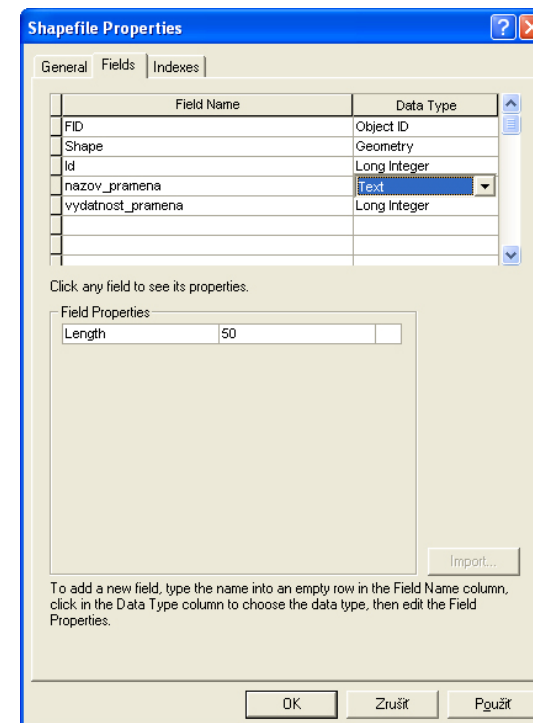 Shapefile Properties
General Fields Indexes
Field Name Data Type
FID Object ID
Shape Geometry
Id Long Integer
nazov_pramena Text
vydatnost_pramena Long Integer
Click any field to see its properties.
Field Properties
Length 50
Import...
To add a new field, type the name into an empty row in the Field Name column,
click in the Data Type column to choose the data type, then edit the Field
Properties.
OK Zrušiť Použiť